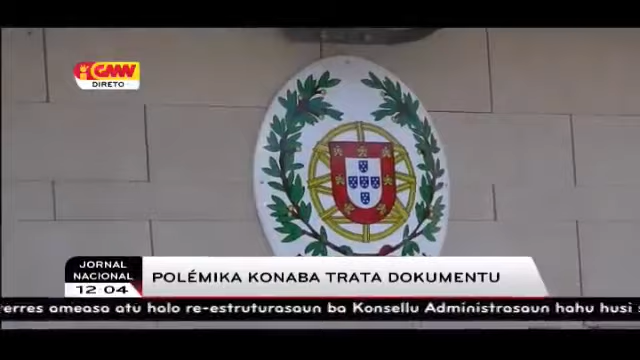 GMN
DIRETO
JORNAL
NACIONAL
12 04
POLÉMIKA KONABA TRATA DOKUMENTU
erres ameasa atu halo re-estruturasaun ba Konsellu Administrasaun hahu husi